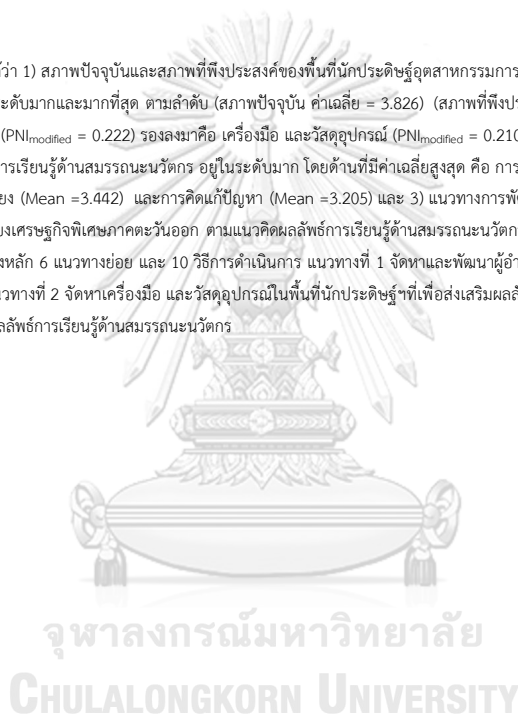 ว่า 1) สภาพปัจจุบันและสภาพที่พึงประสงค์ของพื้นที่นักประดิษฐ์อุตสาหกรรมการ
ะดับมากและมากที่สุด ตามลำดับ (สภาพปัจจุบัน ค่าเฉลี่ย = 3.826) (สภาพที่พึงปร
(PNImodified = 0.222) รองลงมาคือ เครื่องมือ และวัสดุอุปกรณ์ (PNImodified = 0.210
การเรียนรู้ด้านสมรรถนะนวัตกร อยู่ในระดับมาก โดยด้านที่มีค่าเฉลี่ยสูงสุด คือ การ
ยง (Mean =3.442) และการคิดแก้ปัญหา (Mean =3.205) และ 3) แนวทางการพั
ยงเศรษฐกิจพิเศษภาคตะวันออก ตามแนวคิดผลลัพธ์การเรียนรู้ด้านสมรรถนะนวัตก
งหลัก 6 แนวทางย่อย และ 10 วิธีการดำเนินการ แนวทางที่ 1 จัดหาและพัฒนาผู้อำ
นวทางที่ 2 จัดหาเครื่องมือ และวัสดุอุปกรณ์ในพื้นที่นักประดิษฐ์ฯที่เพื่อส่งเสริมผลลั
ลลัพธ์การเรียนรู้ด้านสมรรถนะนวัตกร
จุฬาลงกรณ์มหาวิทยาลัย
CHULALONGKORN UNIVERSITY